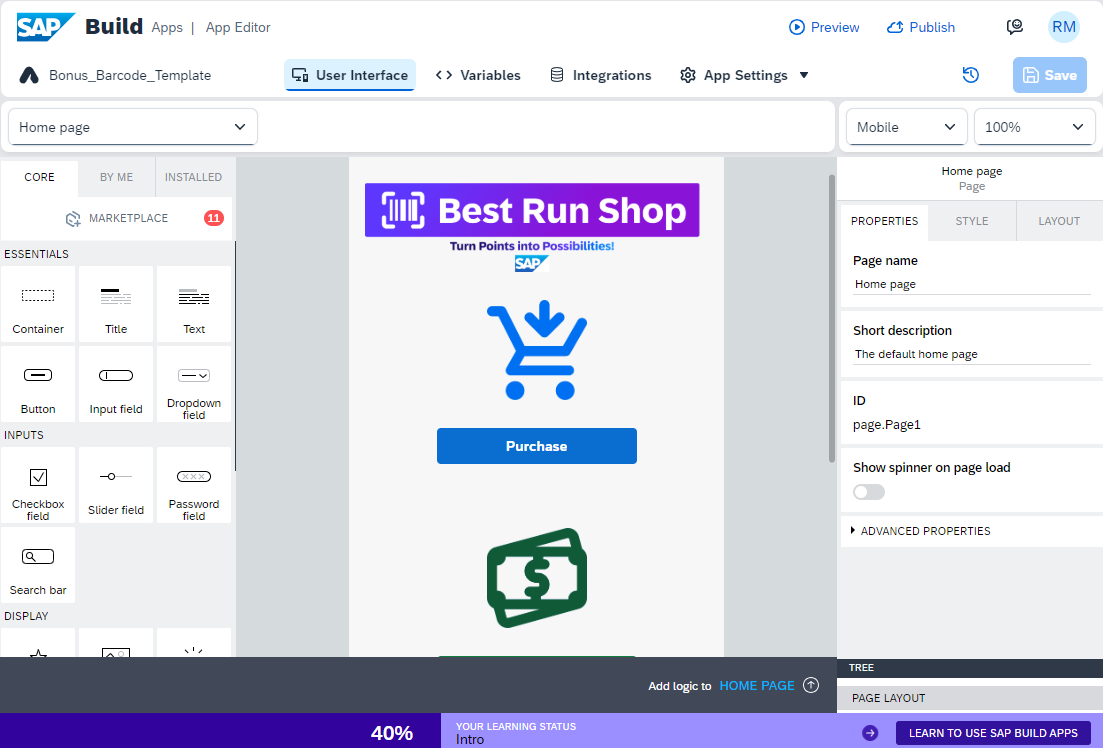 SAP Build Apps | App Editor
Preview
Publish
RM
Bonus_Barcode_Template
User Interface
Variables
Integrations
App Settings
Save
Home page
Mobile
100%
CORE
BY ME
INSTALLED
MARKETPLACE
11
ESSENTIALS
Container
Title
Text
Button
Input field
Dropdown
field
INPUTS
Checkbox
field
Slider field
Password
field
Search bar
DISPLAY
Best Run Shop
Turn Points into Possibilities!
SAP
Purchase
$
Add logic to HOME PAGE
Home page
Page
PROPERTIES
STYLE
LAYOUT
Page name
Home page
Short description
The default home page
ID
page.Page1
Show spinner on page load
ADVANCED PROPERTIES
TREE
PAGE LAYOUT
40%
YOUR LEARNING STATUS
Intro
LEARN TO USE SAP BUILD APPS